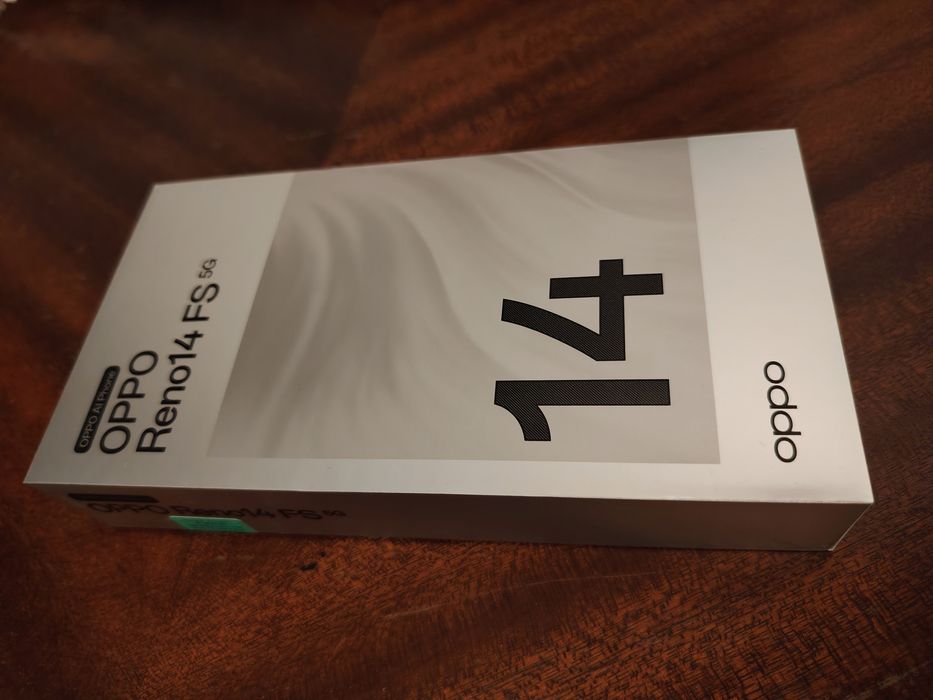 OPPO AI Phone
OPPO
Reno14 FS 5G
14
oppo
OPPO Reno14 FS 5G